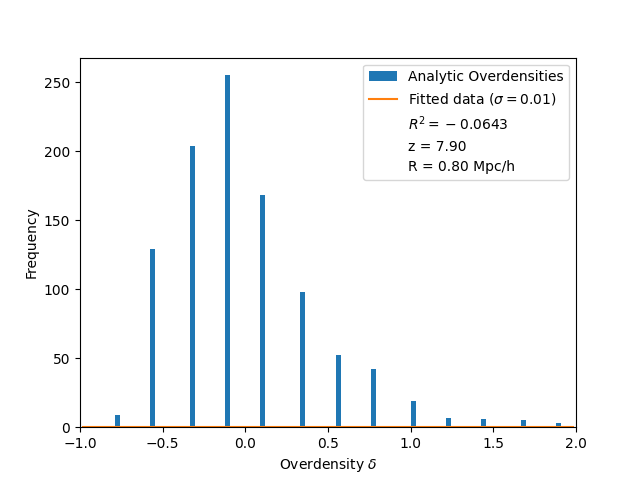 Analytic Overdensities
Fitted data (σ = 0.01)
R² = − 0.0643
z = 7.90
R = 0.80 Mpc/h
250
200
150
100
50
0
Frequency
−1.0 −0.5 0.0 0.5 1.0 1.5 2.0
Overdensity δ